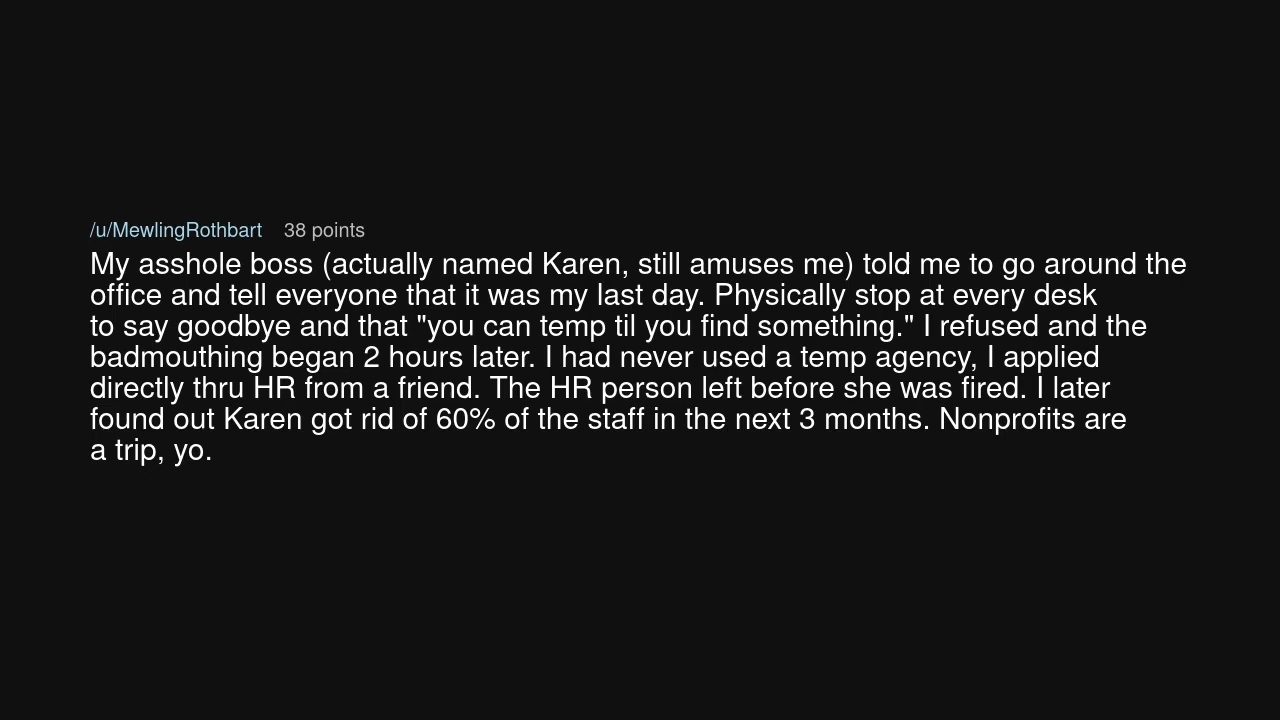 /u/MewlingRothbart 38 points
My asshole boss (actually named Karen, still amuses me) told me to go around the
office and tell everyone that it was my last day. Physically stop at every desk
to say goodbye and that "you can temp til you find something." I refused and the
badmouthing began 2 hours later. I had never used a temp agency, I applied
directly thru HR from a friend. The HR person left before she was fired. I later
found out Karen got rid of 60% of the staff in the next 3 months. Nonprofits are
a trip, yo.